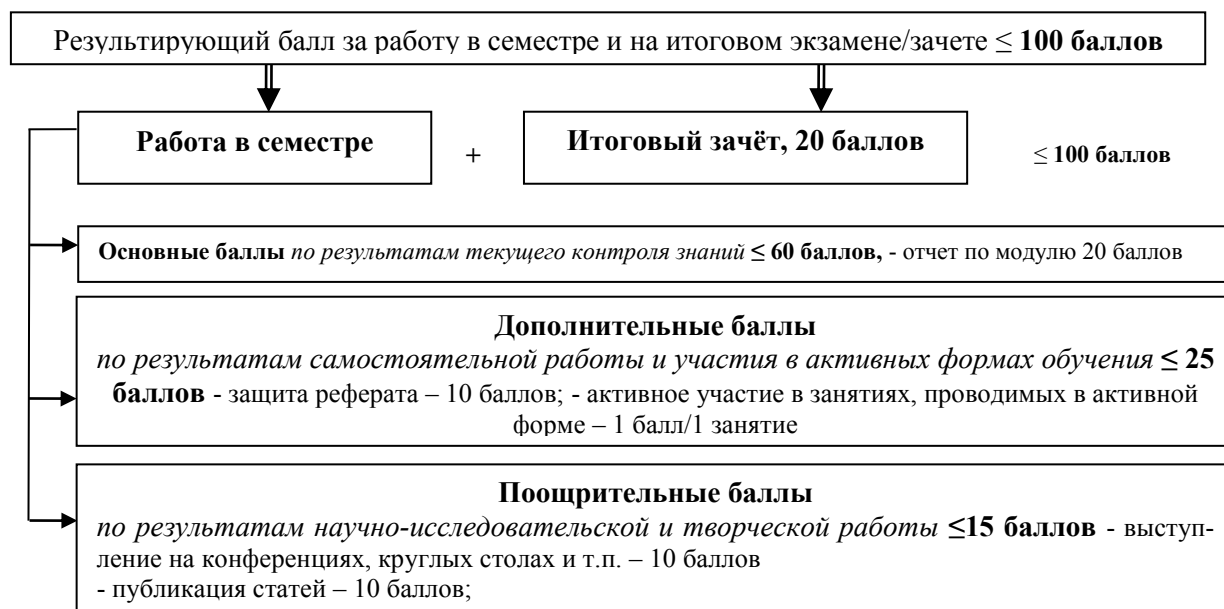 Результирующий балл за работу в семестре и на итоговом экзамене/зачете ≤ 100 баллов
Работа в семестре
+
Итоговый зачёт, 20 баллов
≤ 100 баллов
Основные баллы по результатам текущего контроля знаний ≤ 60 баллов, - отчет по модулю 20 баллов
Дополнительные баллы
по результатам самостоятельной работы и участия в активных формах обучения ≤ 25
баллов - защита реферата – 10 баллов; - активное участие в занятиях, проводимых в активной
форме – 1 балл/1 занятие
Поощрительные баллы
по результатам научно-исследовательской и творческой работы ≤15 баллов - выступ-
ление на конференциях, круглых столах и т.п. – 10 баллов
- публикация статей – 10 баллов;